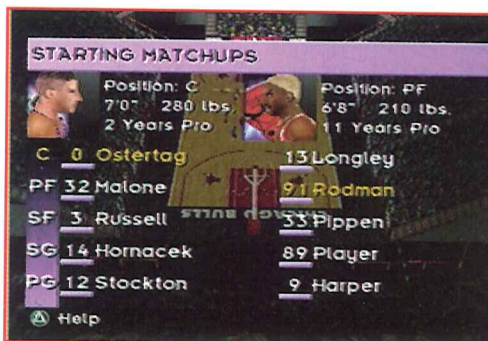 STARTING MATCHUPS
Position: C
7'0" 280 lbs.
2 Years Pro
Position: PF
6'8" 210 lbs.
11 Years Pro
C 0 Ostertag 13 Longley
PF 32 Malone 91 Rodman
SF 3 Russell 33 Pippen
SG 14 Hornacek 89 Player
PG 12 Stockton 9 Harper
CHICAGO BULLS
Help